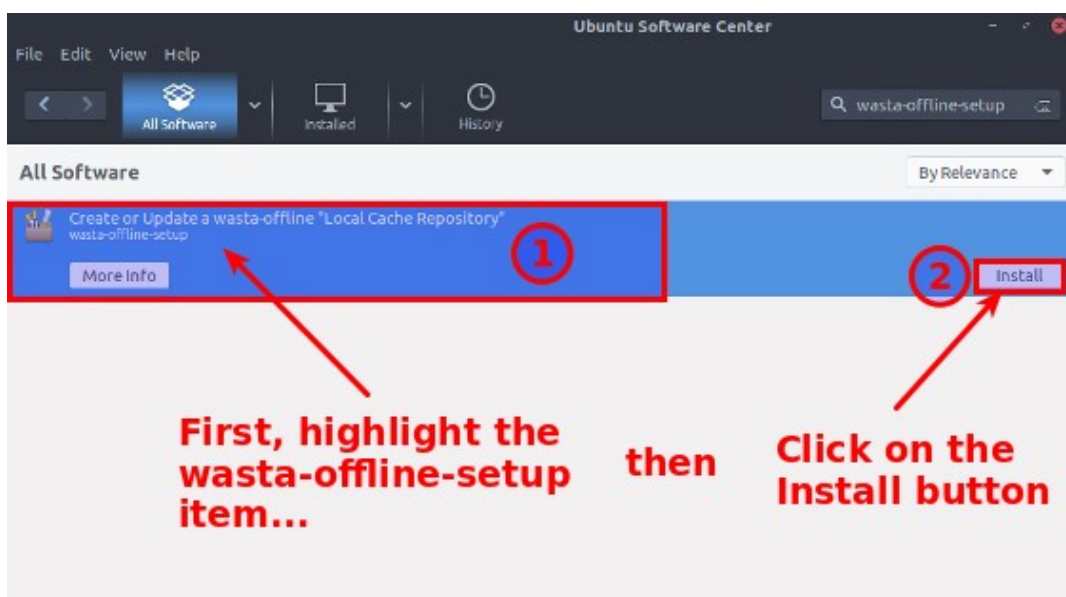 Ubuntu Software Center
File Edit View Help
All Software
Installed
History
wasta-offline-setup
All Software
By Relevance
Create or Update a wasta-offline "Local Cache Repository"
wasta-offline-setup
1
More Info
2
Install
First, highlight the
wasta-offline-setup
item...
then
Click on the
Install button